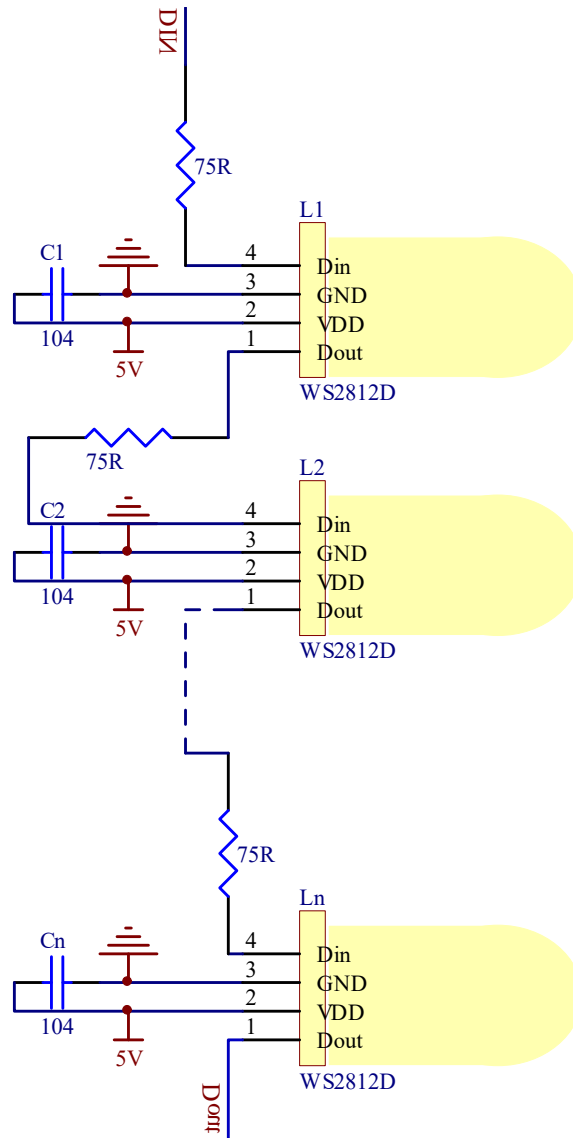 DIN
75R
L1
C1
4 Din
3 GND
2 VDD
1 Dout
104
5V
WS2812D
75R
L2
C2
4 Din
3 GND
2 VDD
1 Dout
104
5V
WS2812D
75R
Ln
Cn
4 Din
3 GND
2 VDD
1 Dout
104
5V
WS2812D
Dout